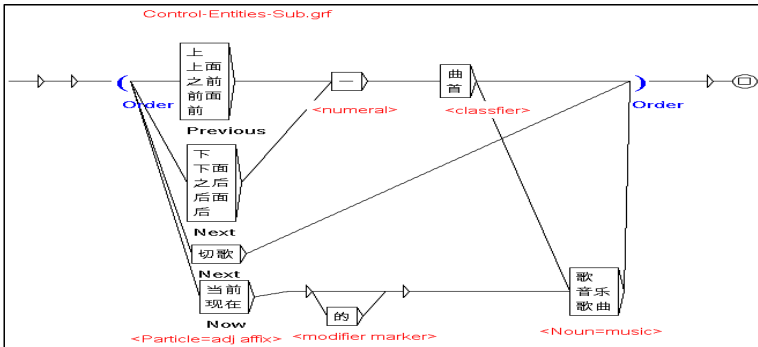 Control-Entities-Sub.grf
上
上面
之前
前面
前
Previous
(
Order
一
<numeral>
曲
首
<classfier>
)
Order
下
下面
之后
后面
后
Next
切歌
Next
当前
现在
Now
<Particle=adj affix>
的
<modifier marker>
歌
音乐
歌曲
<Noun=music>